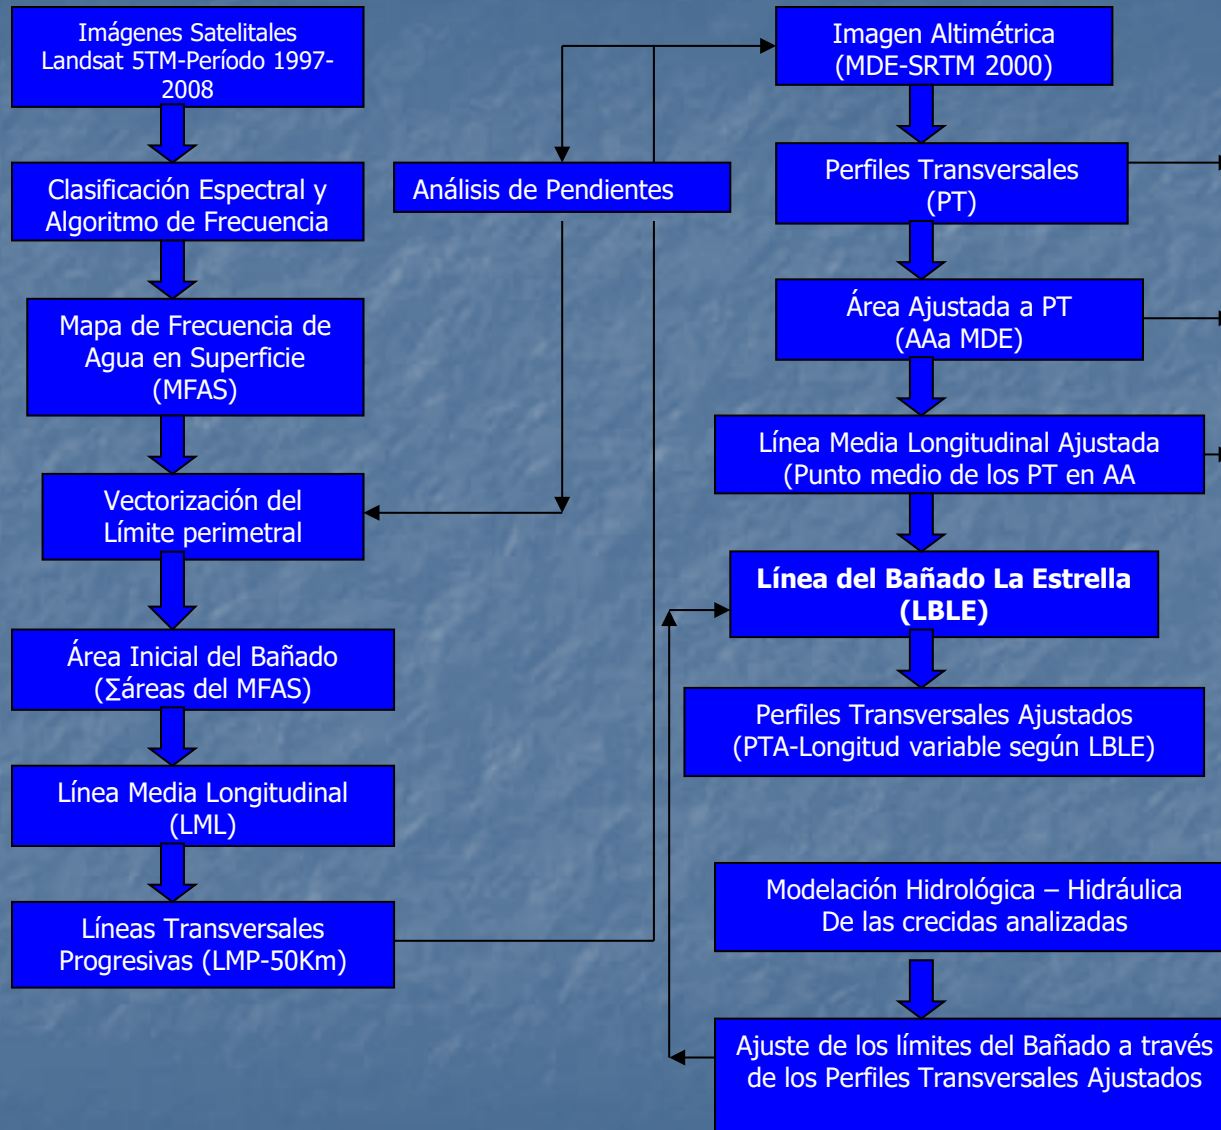 Imágenes Satelitales
Landsat 5TM-Período 1997-
2008
Clasificación Espectral y
Algoritmo de Frecuencia
Mapa de Frecuencia de
Agua en Superficie
(MFAS)
Vectorización del
Límite perimetral
Área Inicial del Bañado
(Σáreas del MFAS)
Línea Media Longitudinal
(LML)
Líneas Transversales
Progresivas (LMP-50Km)
Análisis de Pendientes
Imagen Altimétrica
(MDE-SRTM 2000)
Perfiles Transversales
(PT)
Área Ajustada a PT
(AAa MDE)
Línea Media Longitudinal Ajustada
(Punto medio de los PT en AA
Línea del Bañado La Estrella
(LBLE)
Perfiles Transversales Ajustados
(PTA-Longitud variable según LBLE)
Modelación Hidrológica – Hidráulica
De las crecidas analizadas
Ajuste de los límites del Bañado a través
de los Perfiles Transversales Ajustados